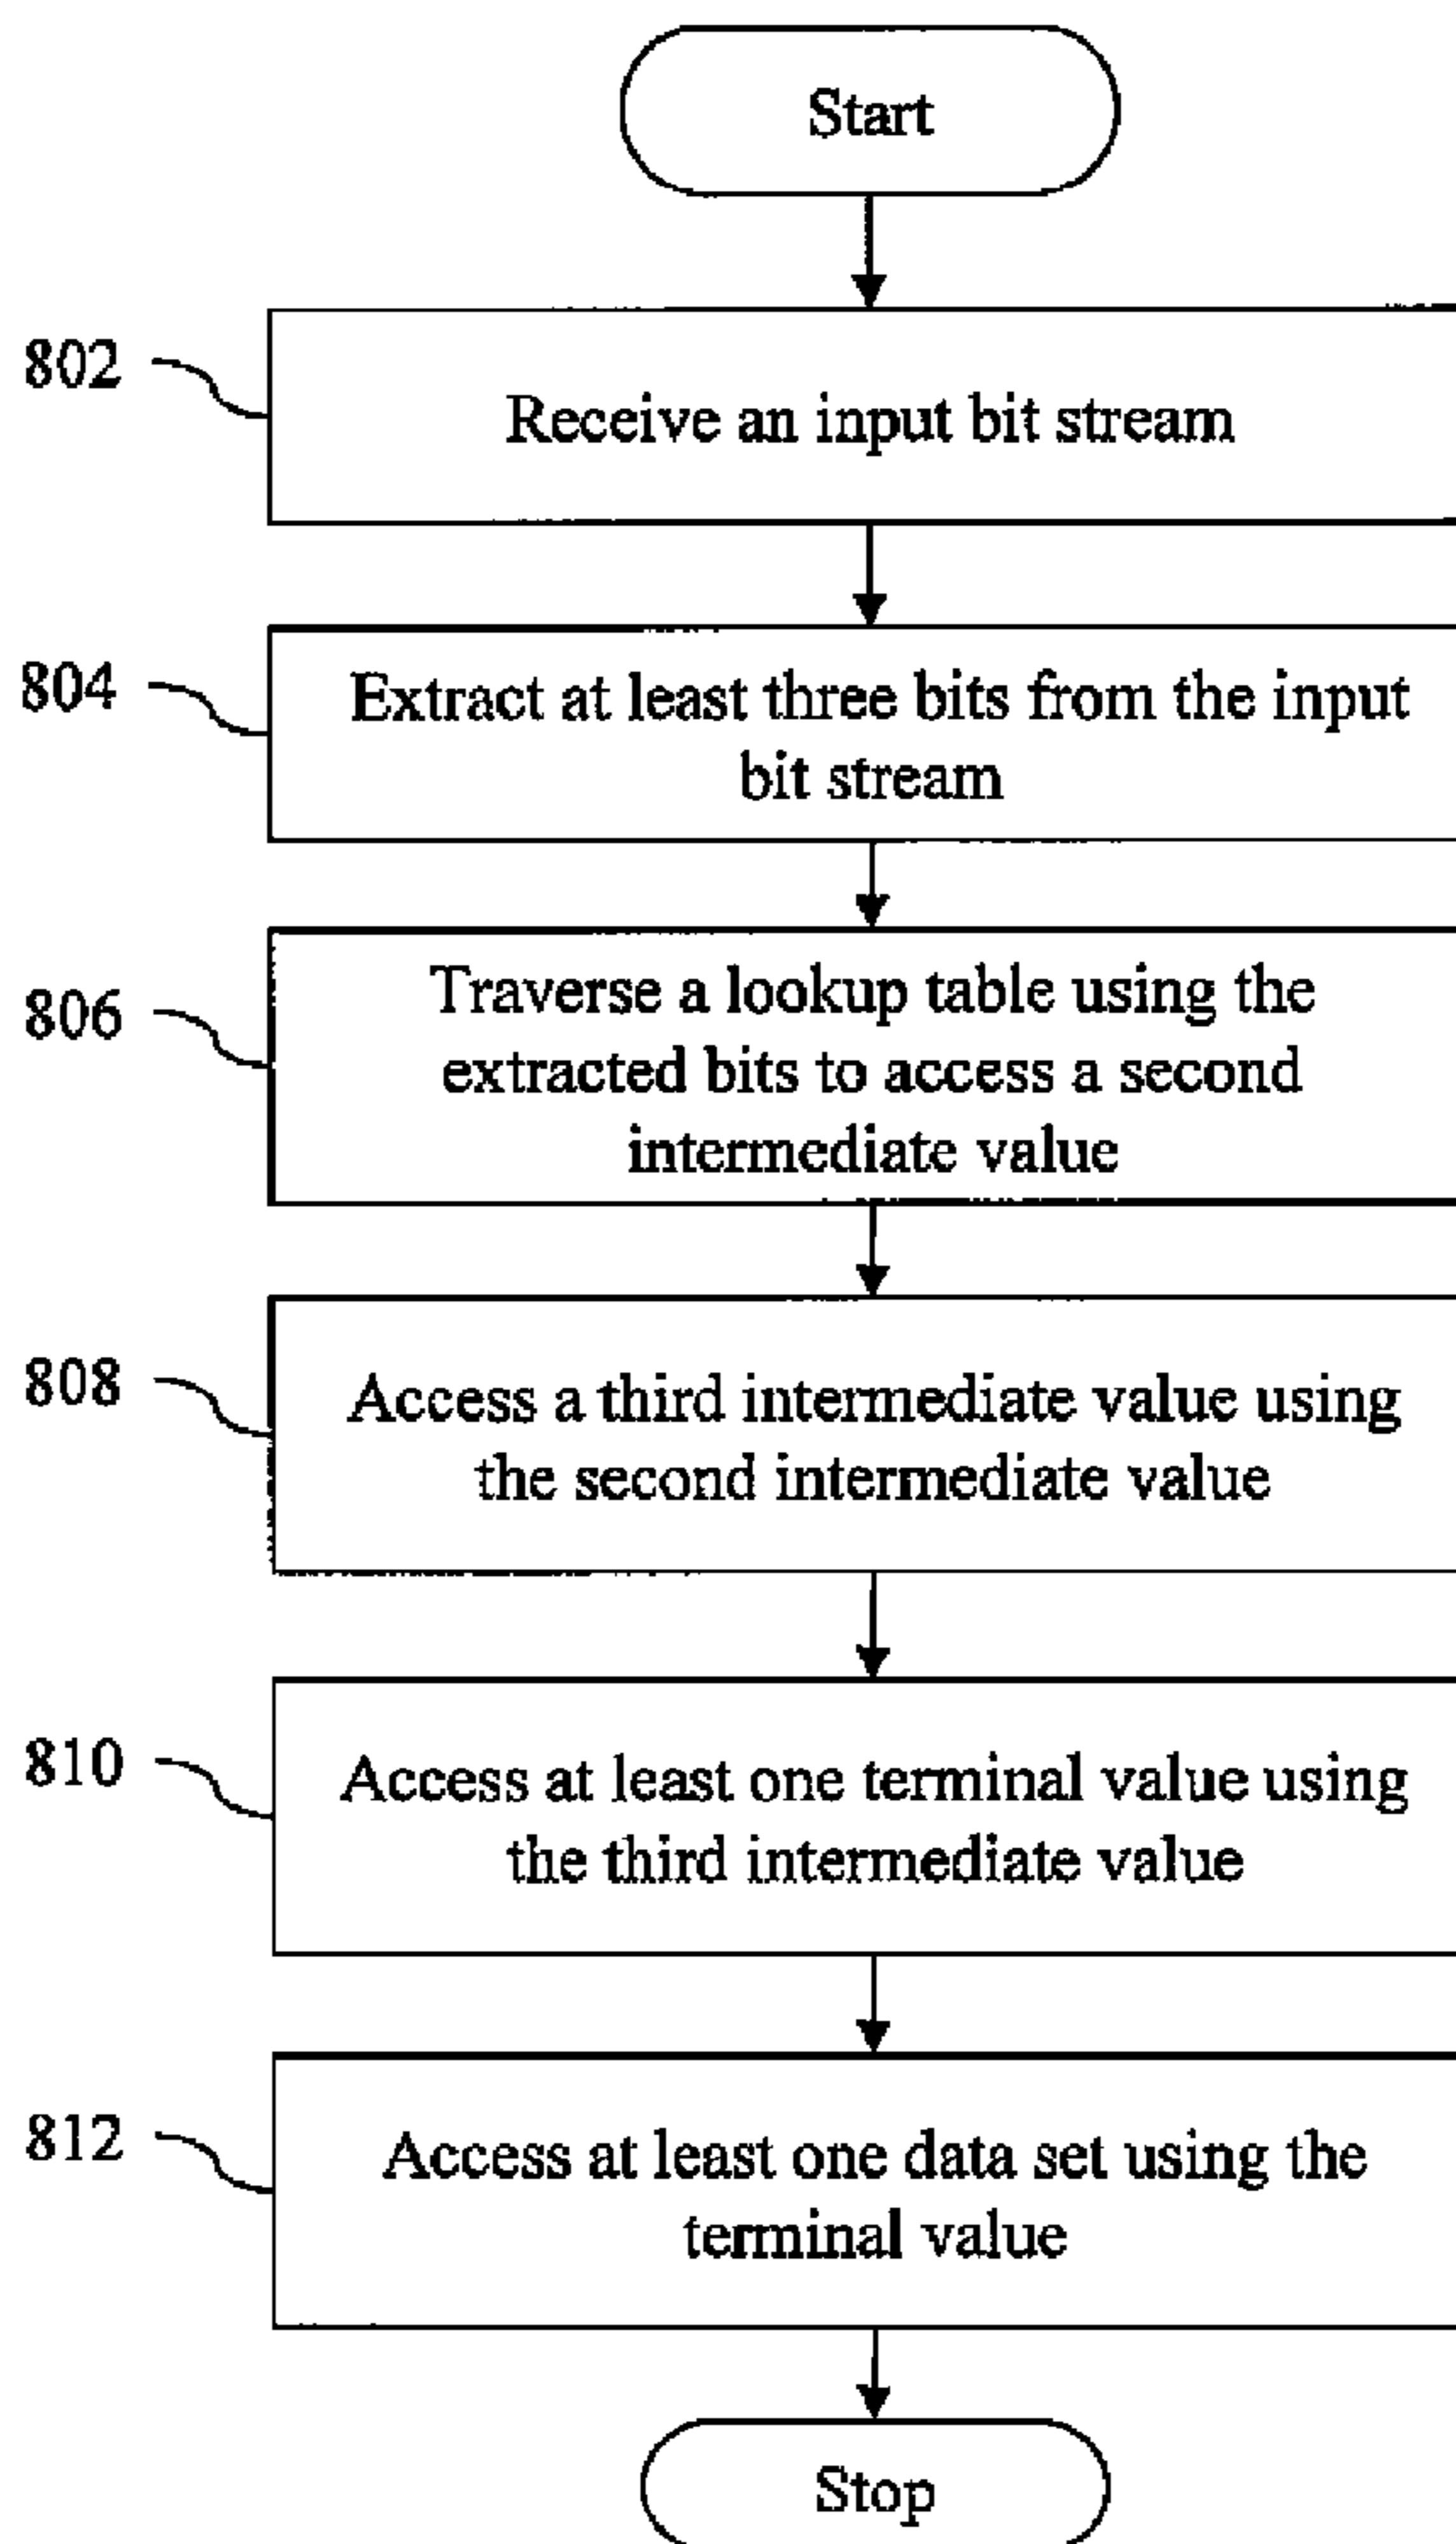 Start
802
Receive an input bit stream
804
Extract at least three bits from the input
bit stream
806
Traverse a lookup table using the
extracted bits to access a second
intermediate value
808
Access a third intermediate value using
the second intermediate value
810
Access at least one terminal value using
the third intermediate value
812
Access at least one data set using the
terminal value
Stop